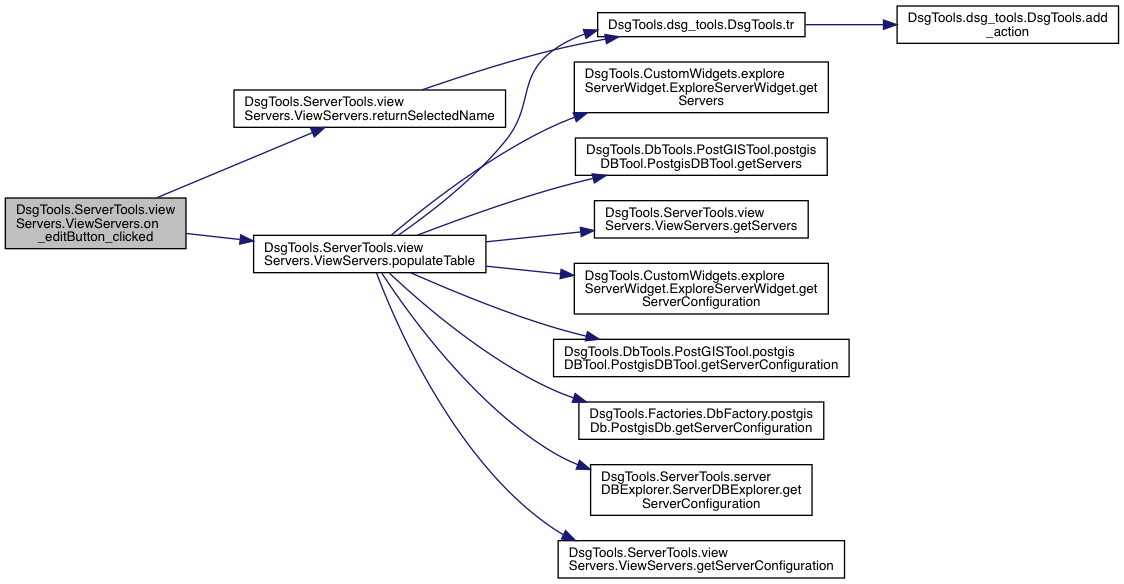 DsgTools.ServerTools.view
Servers.ViewServers.on
_editButton_clicked
DsgTools.ServerTools.view
Servers.ViewServers.returnSelectedName
DsgTools.ServerTools.view
Servers.ViewServers.populateTable
DsgTools.dsg_tools.DsgTools.tr
DsgTools.dsg_tools.DsgTools.add
_action
DsgTools.CustomWidgets.explore
ServerWidget.ExploreServerWidget.get
Servers
DsgTools.DbTools.PostGISTool.postgis
DBTool.PostgisDBTool.getServers
DsgTools.ServerTools.view
Servers.ViewServers.getServers
DsgTools.CustomWidgets.explore
ServerWidget.ExploreServerWidget.get
ServerConfiguration
DsgTools.DbTools.PostGISTool.postgis
DBTool.PostgisDBTool.getServerConfiguration
DsgTools.Factories.DbFactory.postgis
Db.PostgisDb.getServerConfiguration
DsgTools.ServerTools.server
DBExplorer.ServerDBExplorer.get
ServerConfiguration
DsgTools.ServerTools.view
Servers.ViewServers.getServerConfiguration